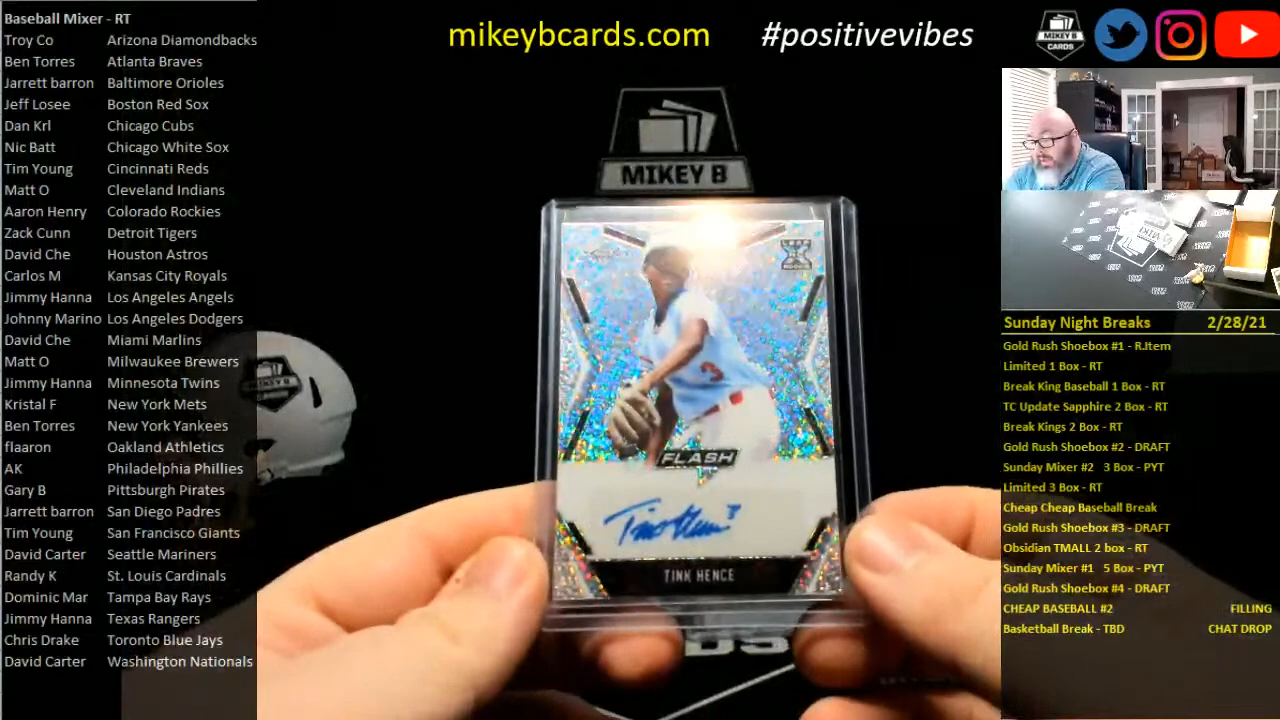 Baseball Mixer - RT
Troy Co Arizona Diamondbacks
Ben Torres Atlanta Braves
Jarrett barron Baltimore Orioles
Jeff Losee Boston Red Sox
Dan Krl Chicago Cubs
Nic Batt Chicago White Sox
Tim Young Cincinnati Reds
Matt O Cleveland Indians
Aaron Henry Colorado Rockies
Zack Cunn Detroit Tigers
David Che Houston Astros
Carlos M Kansas City Royals
Jimmy Hanna Los Angeles Angels
Johnny Marino Los Angeles Dodgers
David Che Miami Marlins
Matt O Milwaukee Brewers
Jimmy Hanna Minnesota Twins
Kristal F New York Mets
Ben Torres New York Yankees
flaaron Oakland Athletics
AK Philadelphia Phillies
Gary B Pittsburgh Pirates
Jarrett barron San Diego Padres
Tim Young San Francisco Giants
David Carter Seattle Mariners
Randy K St. Louis Cardinals
Dominic Mar Tampa Bay Rays
Jimmy Hanna Texas Rangers
Chris Drake Toronto Blue Jays
David Carter Washington Nationals
mikeybcards.com #positivevibes
MIKEY B
CARDS
MIKEY B
LEAF
3
FLASH
TINK HENCE
MIKEY B
Sunday Night Breaks 2/28/21
Gold Rush Shoebox #1 - R.Item
Limited 1 Box - RT
Break King Baseball 1 Box - RT
TC Update Sapphire 2 Box - RT
Break Kings 2 Box - RT
Gold Rush Shoebox #2 - DRAFT
Sunday Mixer #2 3 Box - PYT
Limited 3 Box - RT
Cheap Cheap Baseball Break
Gold Rush Shoebox #3 - DRAFT
Obsidian TMALL 2 box - RT
Sunday Mixer #1 5 Box - PYT
Gold Rush Shoebox #4 - DRAFT
CHEAP BASEBALL #2 FILLING
Basketball Break - TBD CHAT DROP